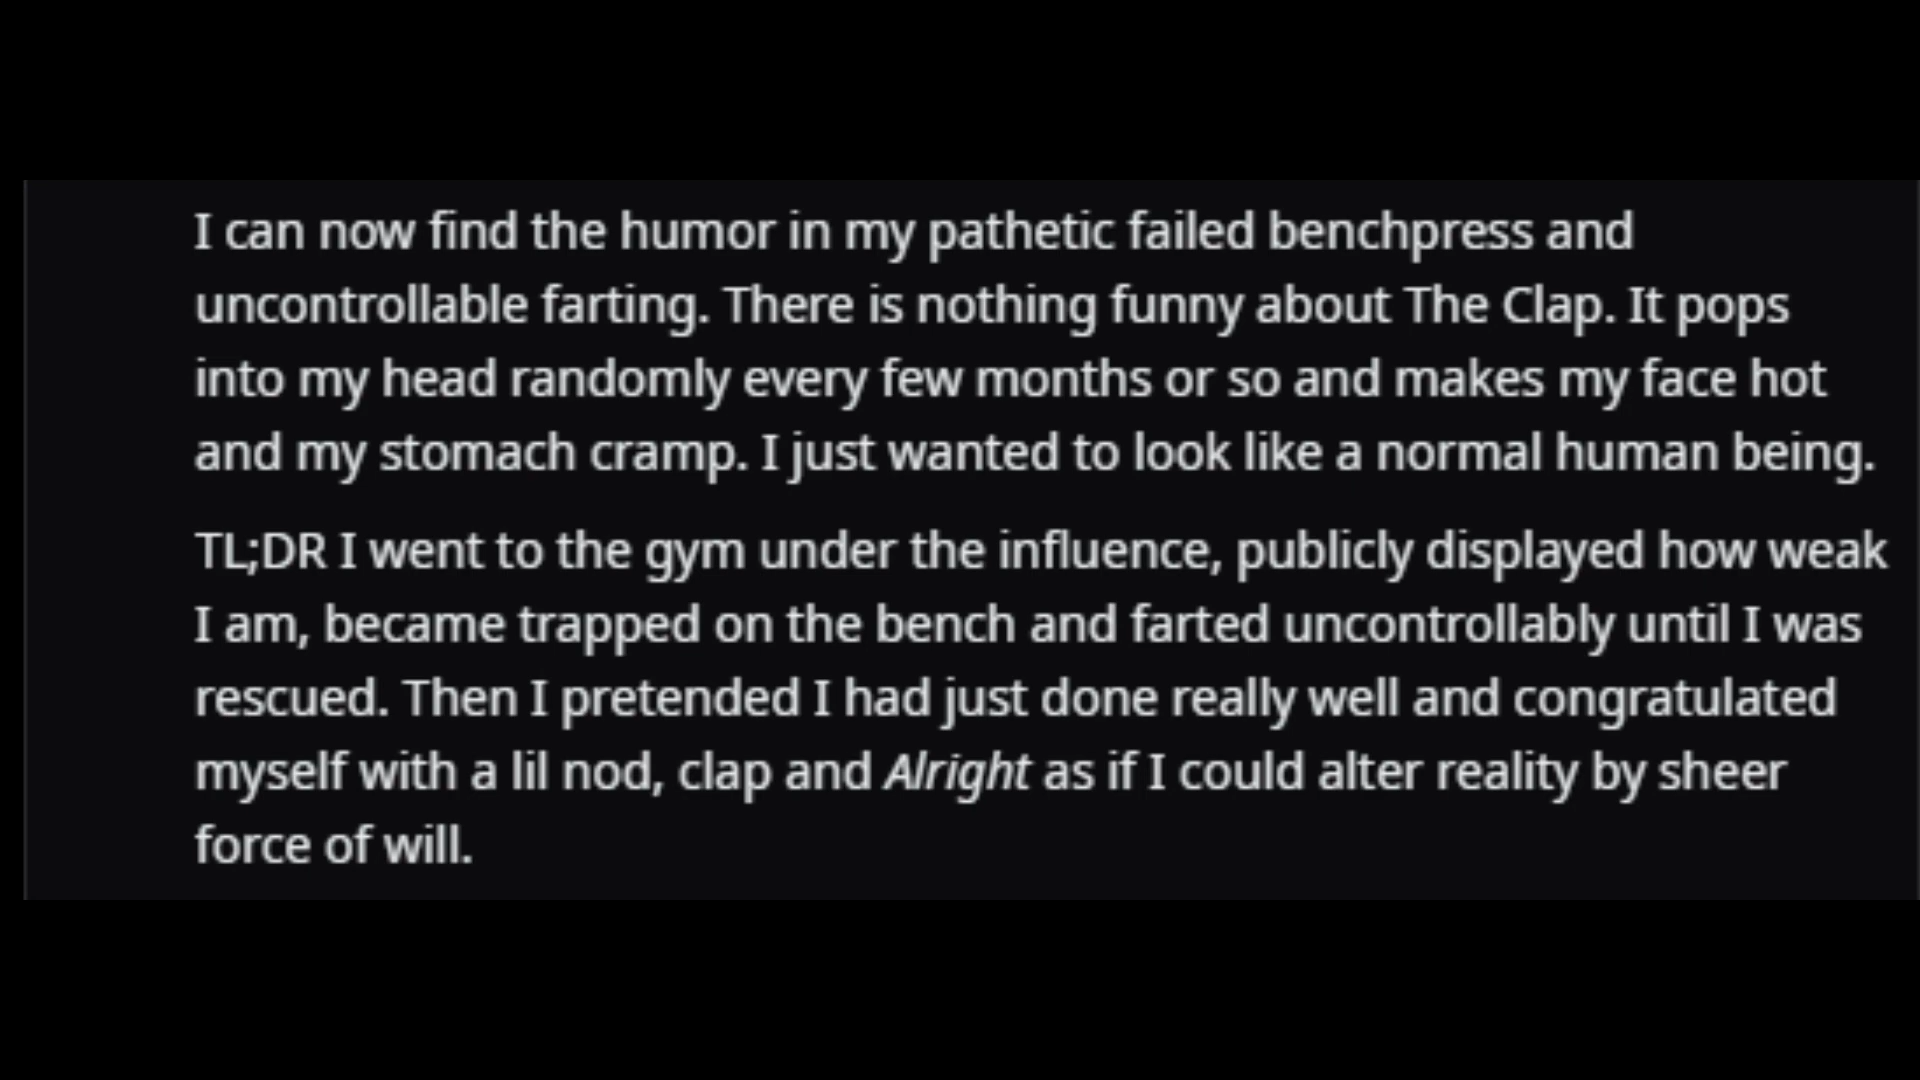 I can now find the humor in my pathetic failed benchpress and
uncontrollable farting. There is nothing funny about The Clap. It pops
into my head randomly every few months or so and makes my face hot
and my stomach cramp. I just wanted to look like a normal human being.
TL;DR I went to the gym under the influence, publicly displayed how weak
I am, became trapped on the bench and farted uncontrollably until I was
rescued. Then I pretended I had just done really well and congratulated
myself with a lil nod, clap and Alright as if I could alter reality by sheer
force of will.